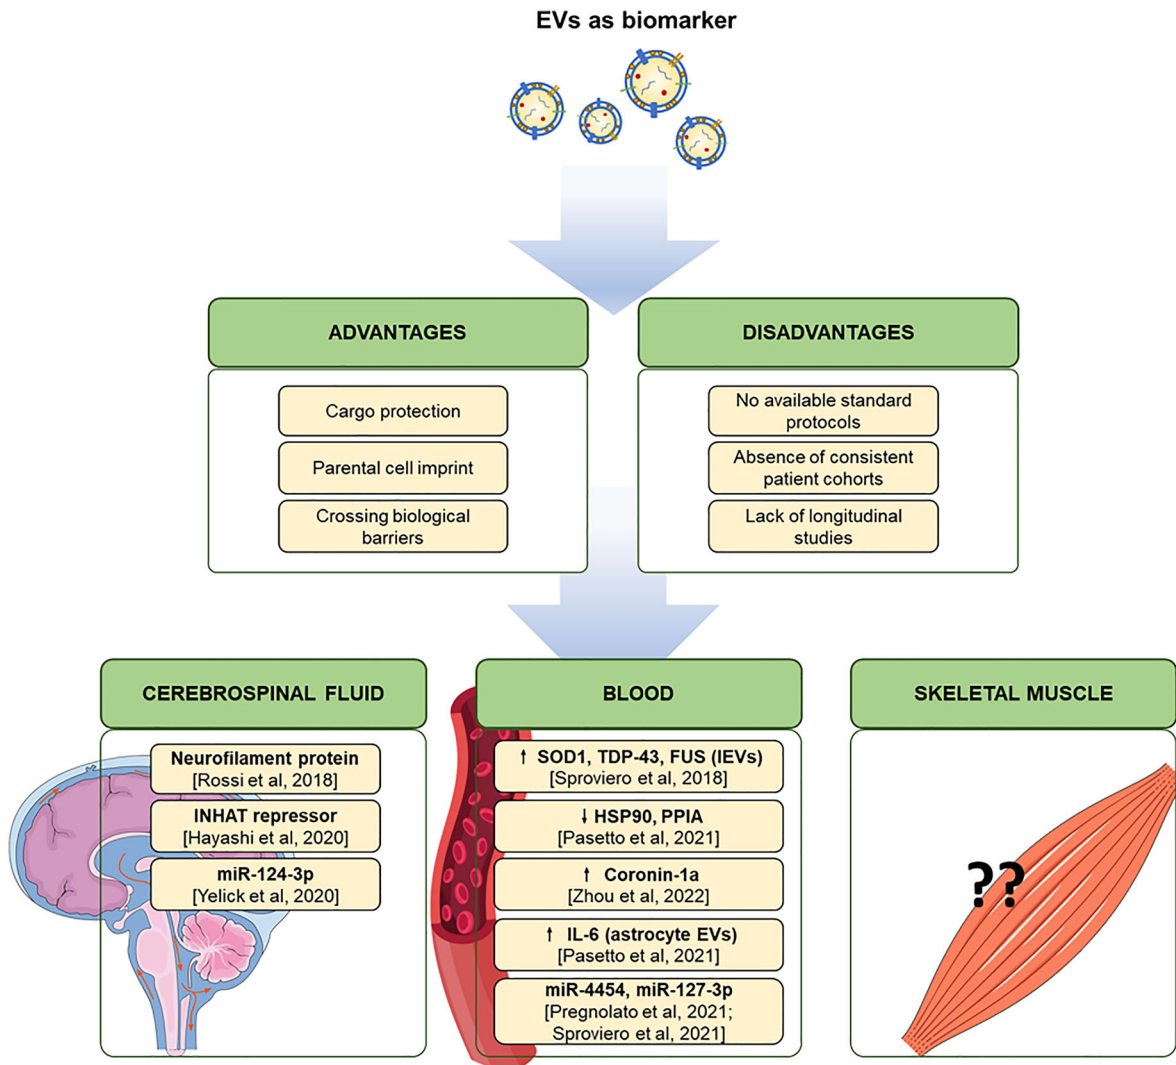 EVs as biomarker
ADVANTAGES
Cargo protection
Parental cell imprint
Crossing biological
barriers
DISADVANTAGES
No available standard
protocols
Absence of consistent
patient cohorts
Lack of longitudinal
studies
CEREBROSPINAL FLUID
Neurofilament protein
[Rossi et al, 2018]
INHAT repressor
[Hayashi et al, 2020]
miR-124-3p
[Yelick et al, 2020]
BLOOD
↑ SOD1, TDP-43, FUS (lEVs)
[Sproviero et al, 2018]
↓ HSP90, PPIA
[Pasetto et al, 2021]
↑ Coronin-1a
[Zhou et al, 2022]
↑ IL-6 (astrocyte EVs)
[Pasetto et al, 2021]
miR-4454, miR-127-3p
[Pregnolato et al, 2021;
Sproviero et al, 2021]
SKELETAL MUSCLE
??